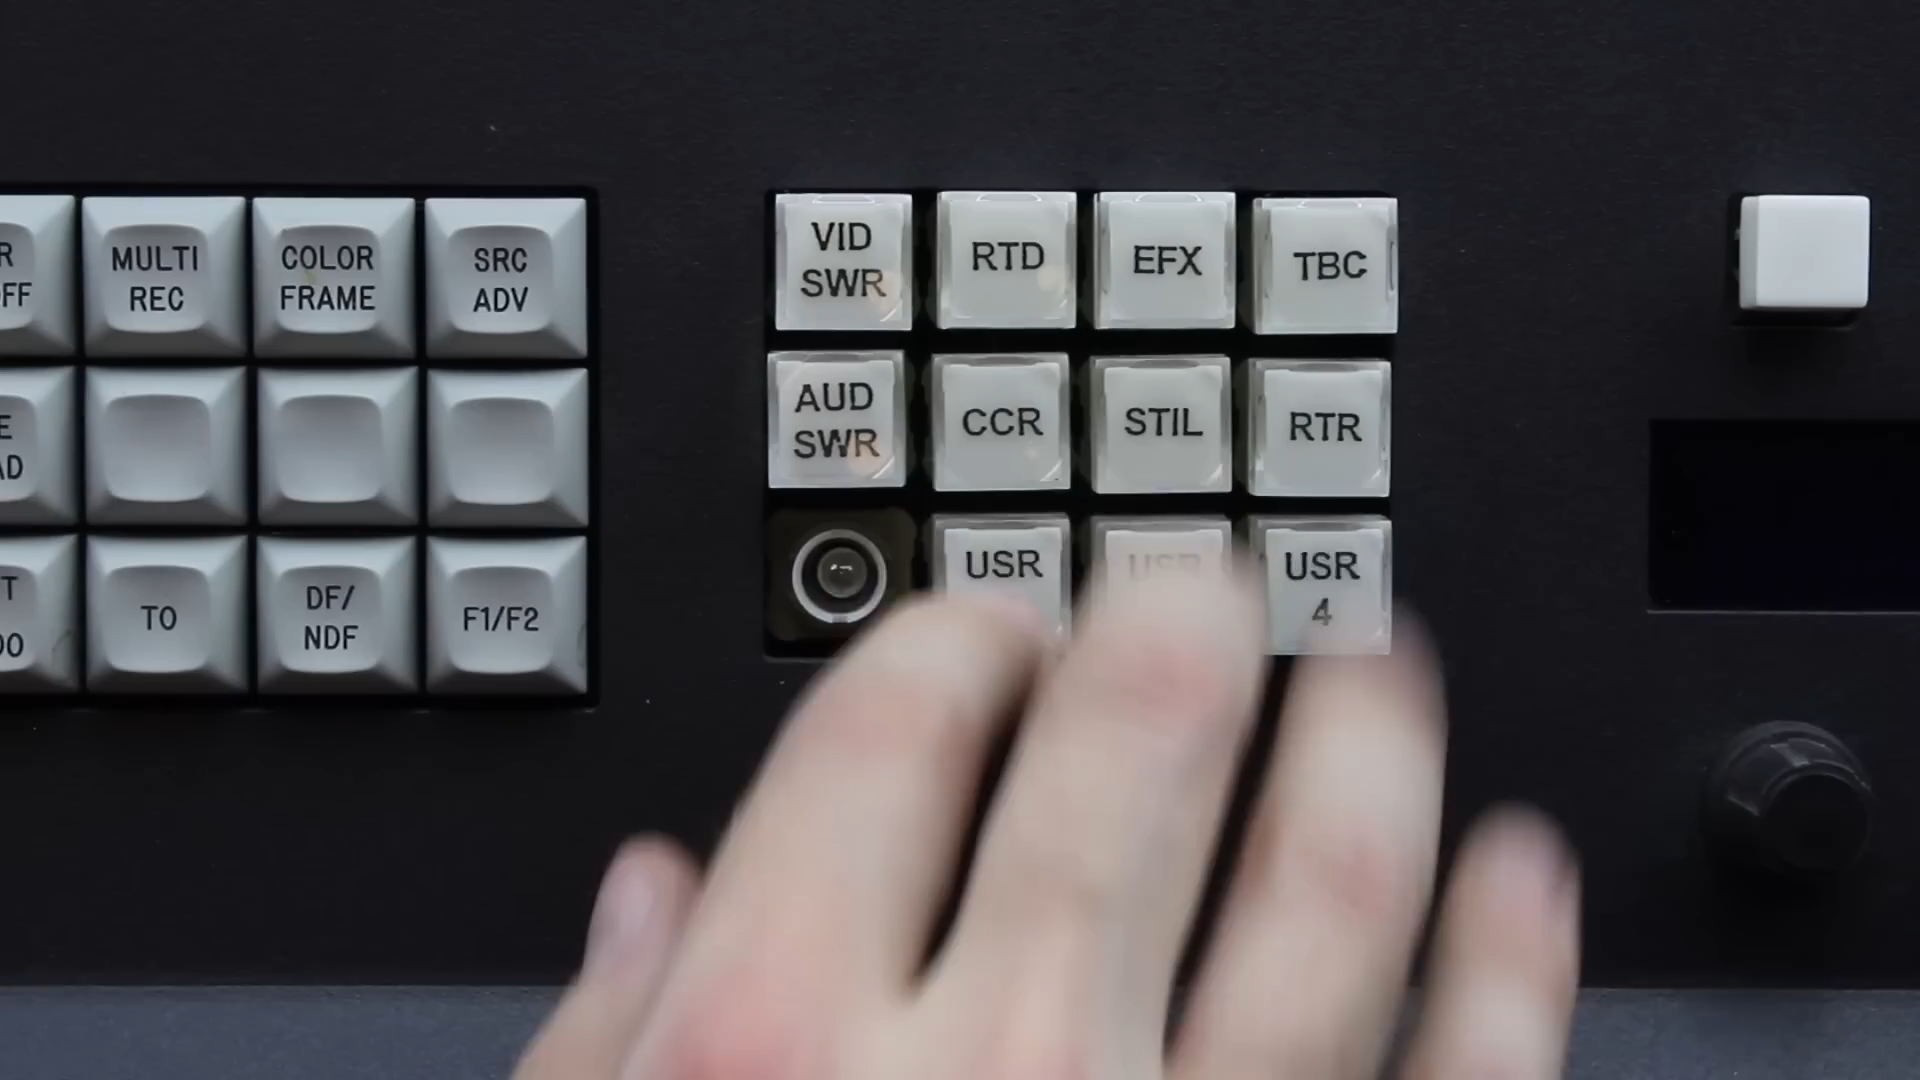 MULTI
REC
COLOR
FRAME
SRC
ADV
VID
SWR
RTD
EFX
TBC
AUD
SWR
CCR
STIL
RTR
TO
DF/
NDF
F1/F2
USR
USR
USR
4